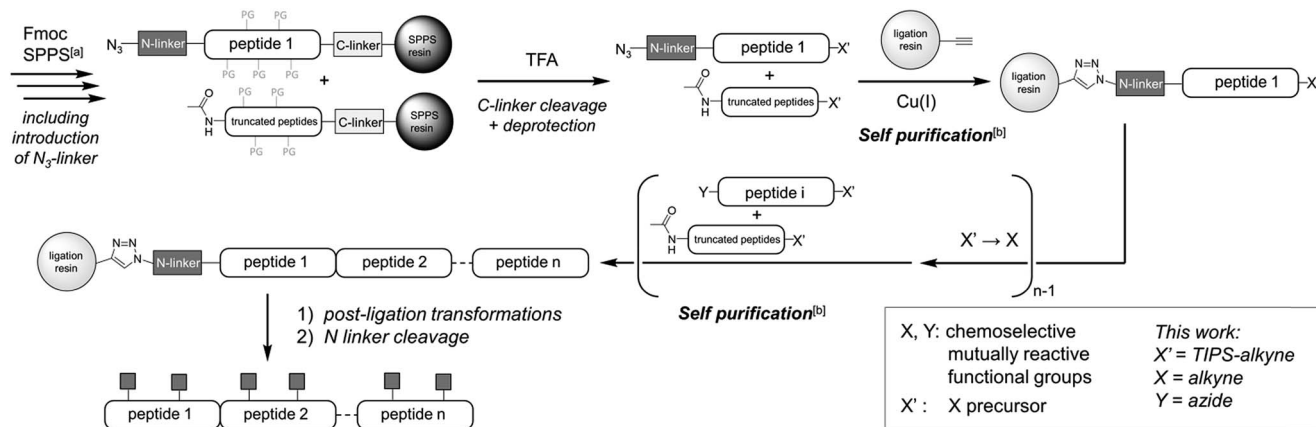 Fmoc
SPPS[a]
including
introduction
of N3-linker
N3
N-linker
PG PG
peptide 1
PG PG PG
C-linker
SPPS
resin
+
O
N
H
PG PG
truncated peptides
PG PG
C-linker
SPPS
resin
TFA
C-linker cleavage
+ deprotection
N3
N-linker
peptide 1
X'
+
O
N
H
truncated peptides
X'
ligation
resin
Cu(I)
Self purification[b]
ligation
resin
N=N
N
N-linker
peptide 1
X
Y
peptide i
X'
+
O
N
H
truncated peptides
X'
X' → X
n-1
Self purification[b]
ligation
resin
N=N
N
N-linker
peptide 1
peptide 2
peptide n
1) post-ligation transformations
2) N linker cleavage
peptide 1
peptide 2
peptide n
X, Y: chemoselective
mutually reactive
functional groups
X' : X precursor
This work:
X' = TIPS-alkyne
X = alkyne
Y = azide